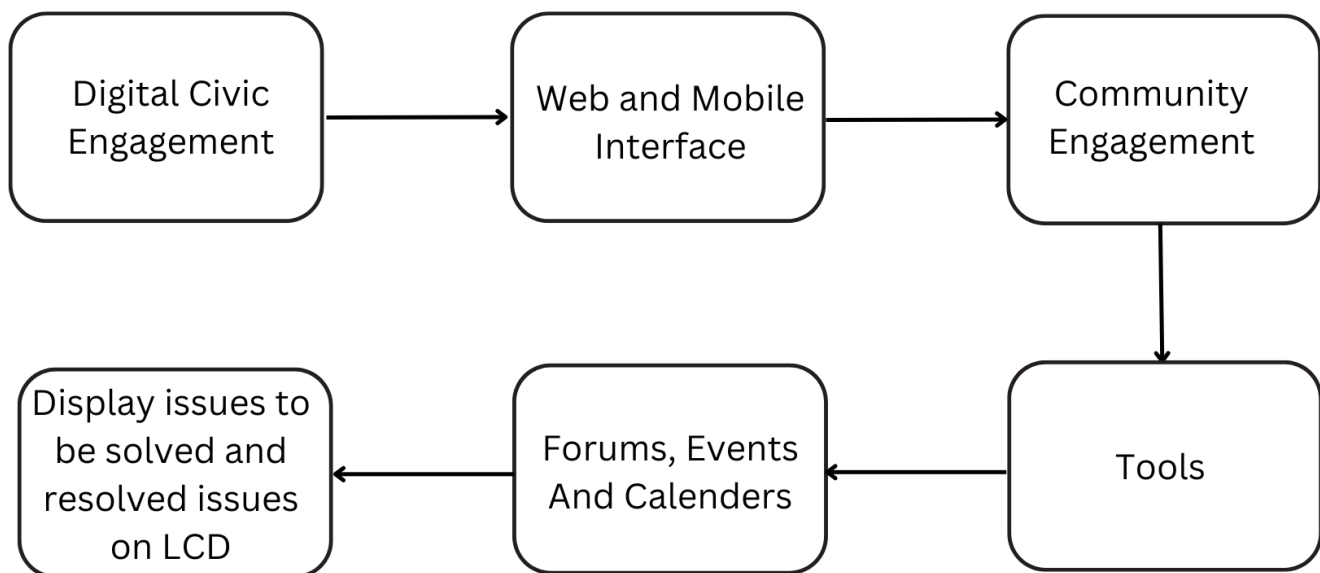 Digital Civic
Engagement
Web and Mobile
Interface
Community
Engagement
Tools
Forums, Events
And Calenders
Display issues to
be solved and
resolved issues
on LCD